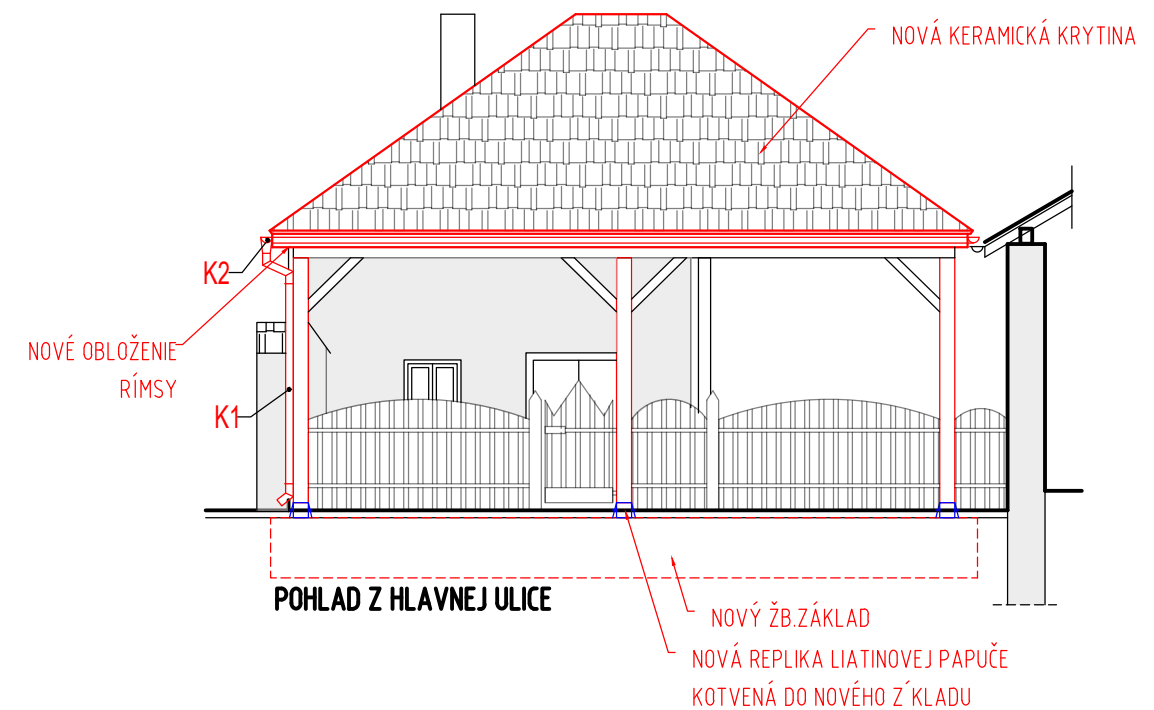 NOVÁ KERAMICKÁ KRYTINA
K2
NOVÉ OBLOŽENIE
RÍMSY
K1
POHLAD Z HLAVNEJ ULICE
NOVÝ ŽB.ZÁKLAD
NOVÁ REPLIKA LIATINOVEJ PAPUČE
KOTVENÁ DO NOVÉHO Z´KLADU